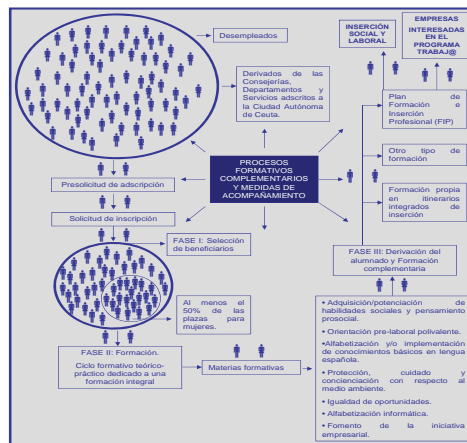 Desempleados
Derivados de las
Consejerías,
Departamentos y
Servicios adscritos a
la Ciudad Autónoma
de Ceuta.
INSERCIÓN
SOCIAL Y
LABORAL
EMPRESAS
INTERESADAS
EN EL
PROGRAMA
TRABAJ@
Plan de
Formación e
Inserción
Profesional (FIP)
Otro tipo de
formación
Formación propia
en itinerarios
integrados de
inserción
PROCESOS
FORMATIVOS
COMPLEMENTARIOS
Y MEDIDAS DE
ACOMPAÑAMIENTO
Presolicitud de adscripción
Solicitud de inscripción
FASE I: Selección
de beneficiarios
Al menos el
50% de las
plazas para
mujeres.
FASE II: Formación.
Ciclo formativo teórico-
práctico dedicado a una
formación integral
Materias formativas
FASE III: Derivación del
alumnado y Formación
complementaria
• Adquisición/potenciación de
habilidades sociales y pensamiento
prosocial.
• Orientación pre-laboral polivalente.
•Alfabetización y/o implementación
de conocimientos básicos en lengua
española.
• Protección, cuidado y
concienciación con respecto al
medio ambiente.
• Igualdad de oportunidades.
• Alfabetización informática.
• Fomento de la iniciativa
empresarial.